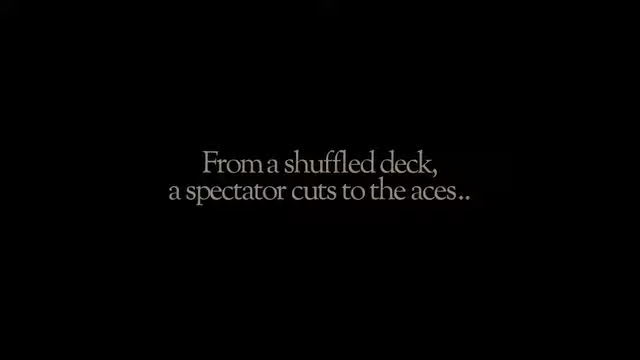 From a shuffled deck,
a spectator cuts to the aces..